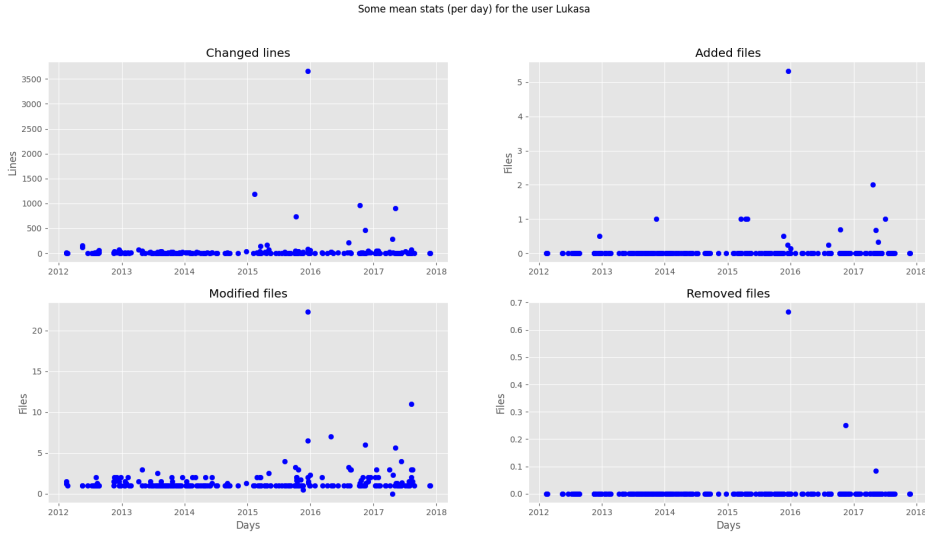 Some mean stats (per day) for the user Lukasa
Changed lines
Lines
3500
3000
2500
2000
1500
1000
500
0
2012 2013 2014 2015 2016 2017 2018
Added files
Files
5
4
3
2
1
0
2012 2013 2014 2015 2016 2017 2018
Modified files
Files
20
15
10
5
0
2012 2013 2014 2015 2016 2017 2018
Days
Removed files
Files
0.7
0.6
0.5
0.4
0.3
0.2
0.1
0.0
2012 2013 2014 2015 2016 2017 2018
Days